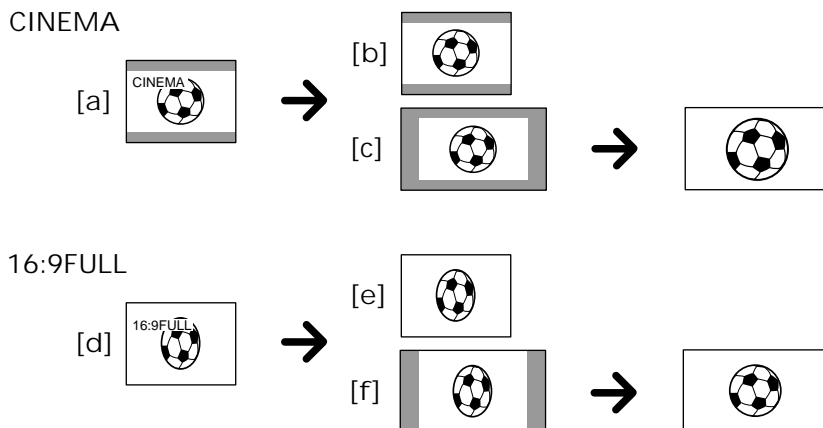 CINEMA
[a]
CINEMA
[b]
[c]
16:9FULL
[d]
16:9FULL
[e]
[f]